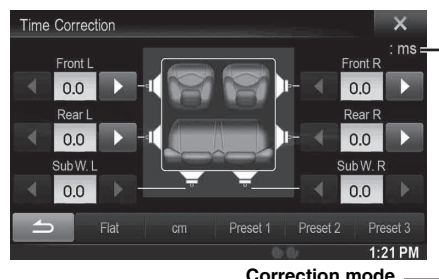 Time Correction
: ms
Front L
Front R
0.0
0.0
Rear L
Rear R
0.0
0.0
Sub W. L
Sub W. R
0.0
0.0
Flat
cm
Preset 1
Preset 2
Preset 3
1:21 PM
Correction mode